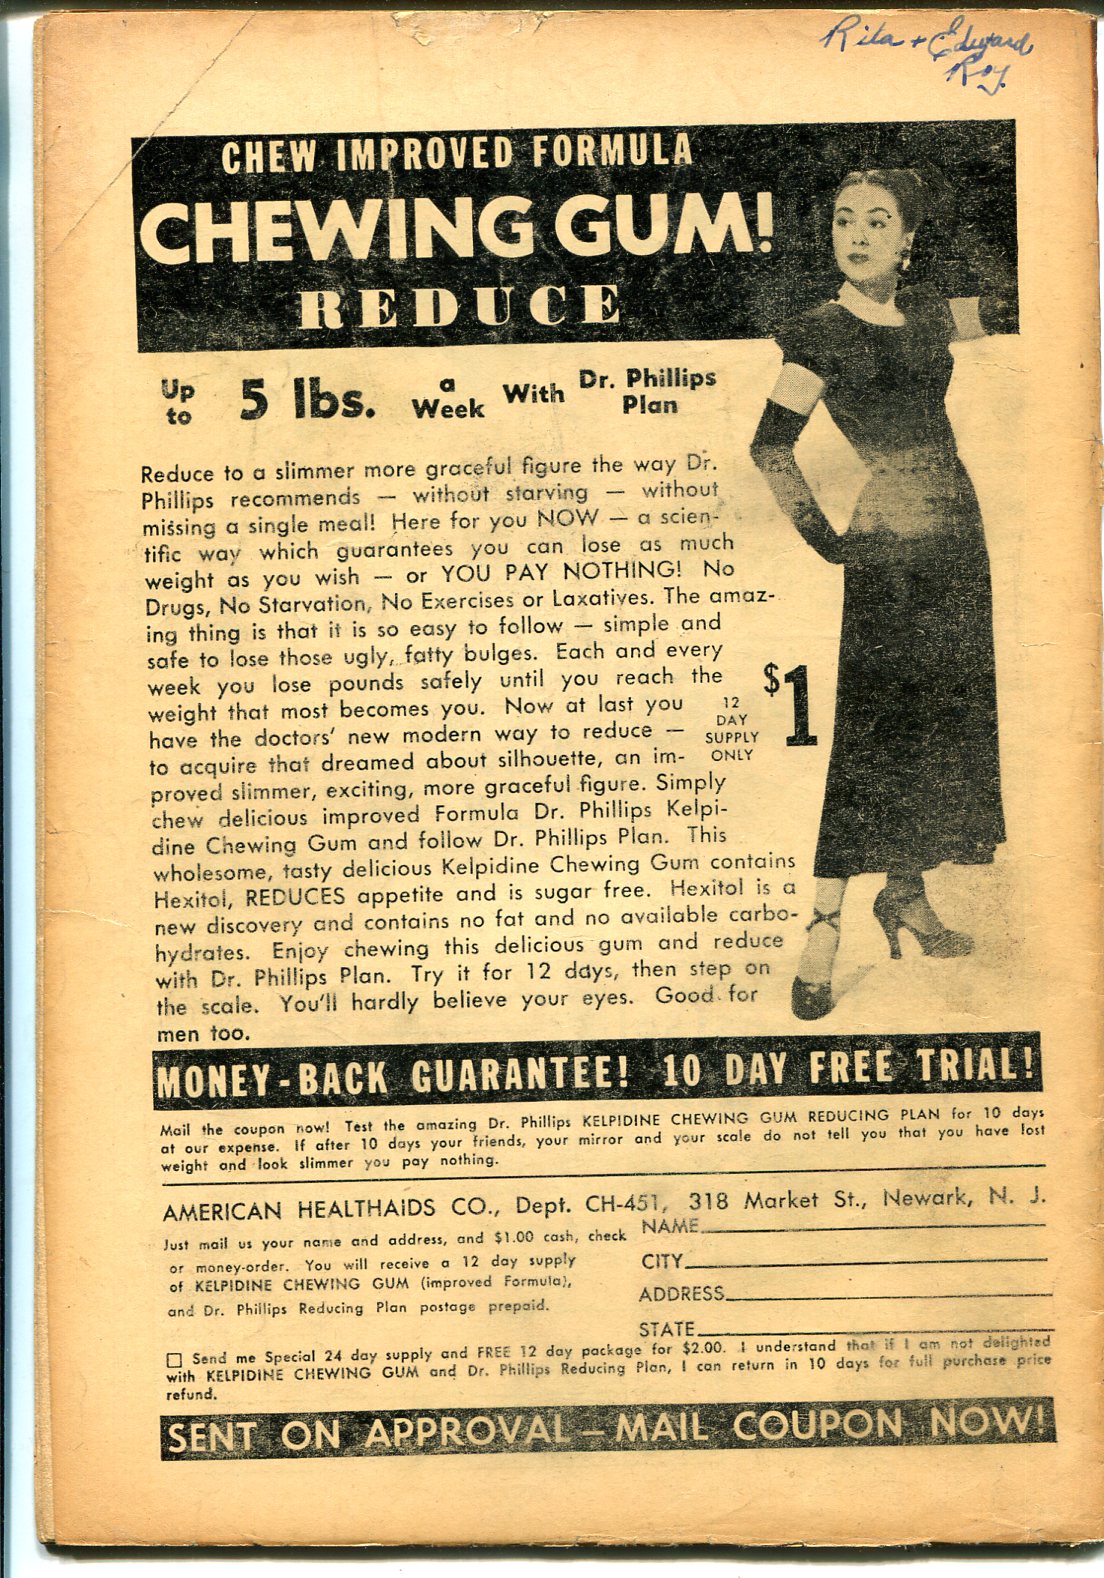 Rita + Edward
Roy.
CHEW IMPROVED FORMULA
CHEWING GUM!
REDUCE
Up to 5 lbs. a Week With Dr. Phillips Plan
Reduce to a slimmer more graceful figure the way Dr.
Phillips recommends — without starving — without
missing a single meal! Here for you NOW — a scien-
tific way which guarantees you can lose as much
weight as you wish — or YOU PAY NOTHING! No
Drugs, No Starvation, No Exercises or Laxatives. The amaz-
ing thing is that it is so easy to follow — simple and
safe to lose those ugly, fatty bulges. Each and every
week you lose pounds safely until you reach the
weight that most becomes you. Now at last you
have the doctors' new modern way to reduce —
to acquire that dreamed about silhouette, an im-
proved slimmer, exciting, more graceful figure. Simply
chew delicious improved Formula Dr. Phillips Kelpi-
dine Chewing Gum and follow Dr. Phillips Plan. This
wholesome, tasty delicious Kelpidine Chewing Gum contains
Hexitol, REDUCES appetite and is sugar free. Hexitol is a
new discovery and contains no fat and no available carbo-
hydrates. Enjoy chewing this delicious gum and reduce
with Dr. Phillips Plan. Try it for 12 days, then step on
the scale. You'll hardly believe your eyes. Good for
men too.
12
DAY
SUPPLY
ONLY
$1
MONEY-BACK GUARANTEE! 10 DAY FREE TRIAL!
Mail the coupon now! Test the amazing Dr. Phillips KELPIDINE CHEWING GUM REDUCING PLAN for 10 days
at our expense. If after 10 days your friends, your mirror and your scale do not tell you that you have lost
weight and look slimmer you pay nothing.
AMERICAN HEALTHAIDS CO., Dept. CH-451, 318 Market St., Newark, N. J.
Just mail us your name and address, and $1.00 cash, check
or money-order. You will receive a 12 day supply
of KELPIDINE CHEWING GUM (improved Formula),
and Dr. Phillips Reducing Plan postage prepaid.
NAME
CITY
ADDRESS
STATE
Send me Special 24 day supply and FREE 12 day package for $2.00. I understand that if I am not delighted
with KELPIDINE CHEWING GUM and Dr. Phillips Reducing Plan, I can return in 10 days for full purchase price
refund.
SENT ON APPROVAL — MAIL COUPON NOW!